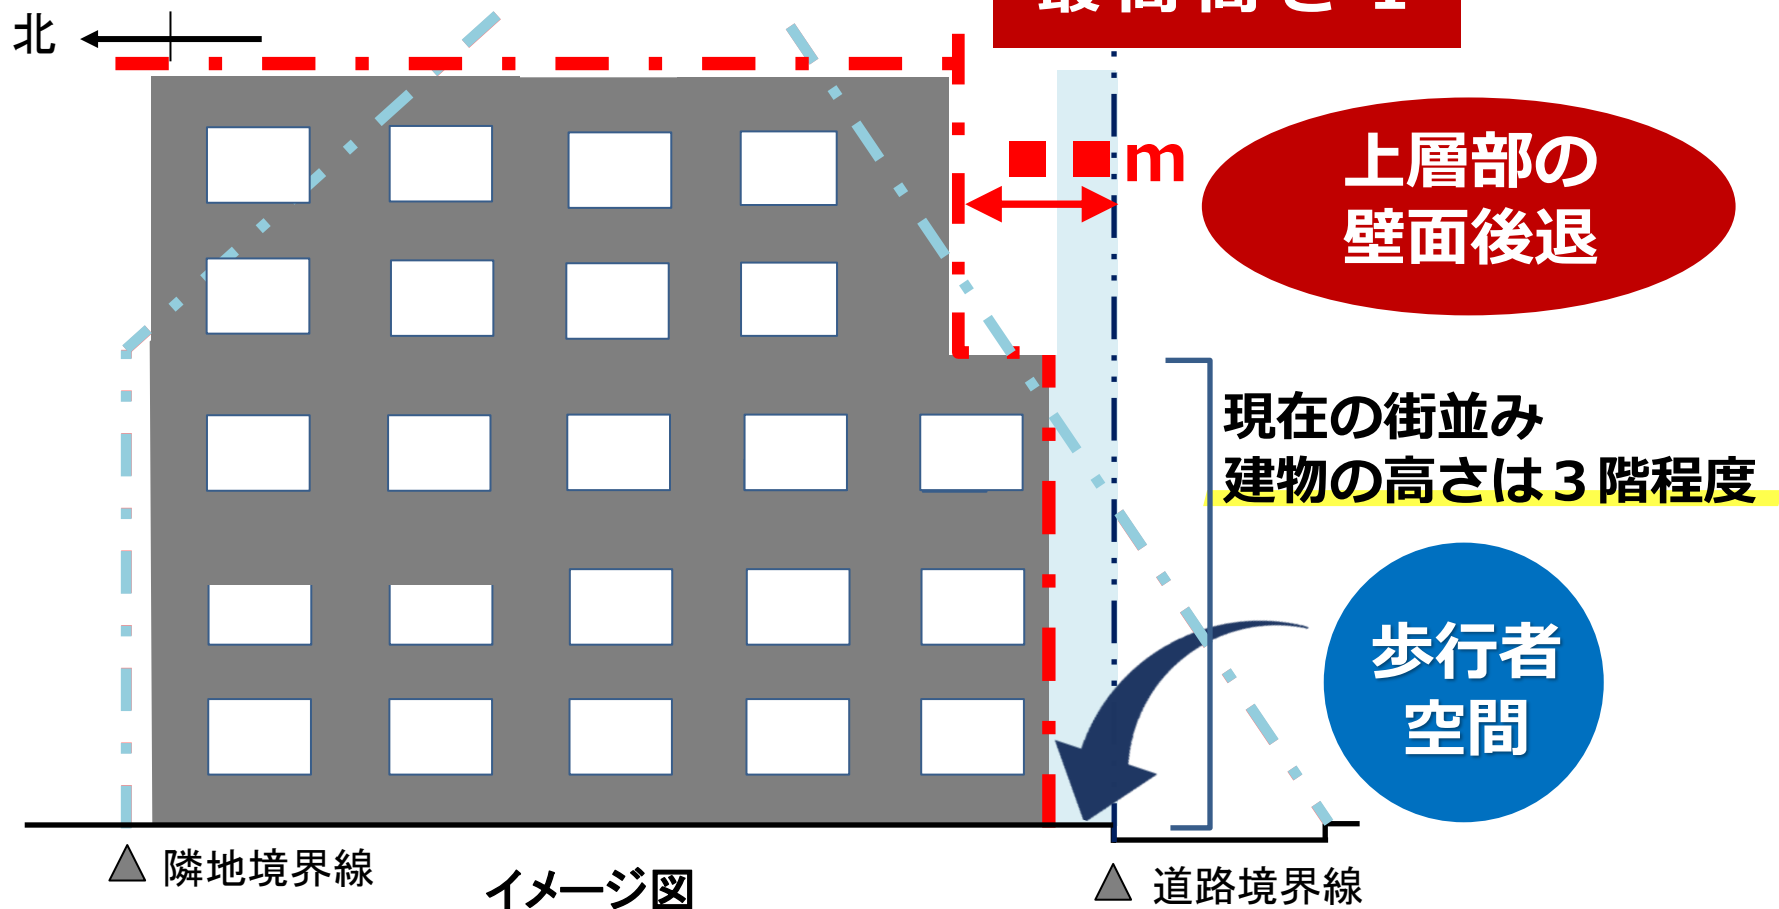 北
■ ■m
上層部の
壁面後退
現在の街並み
建物の高さは３階程度
歩行者
空間
△ 隣地境界線
イメージ図
△ 道路境界線